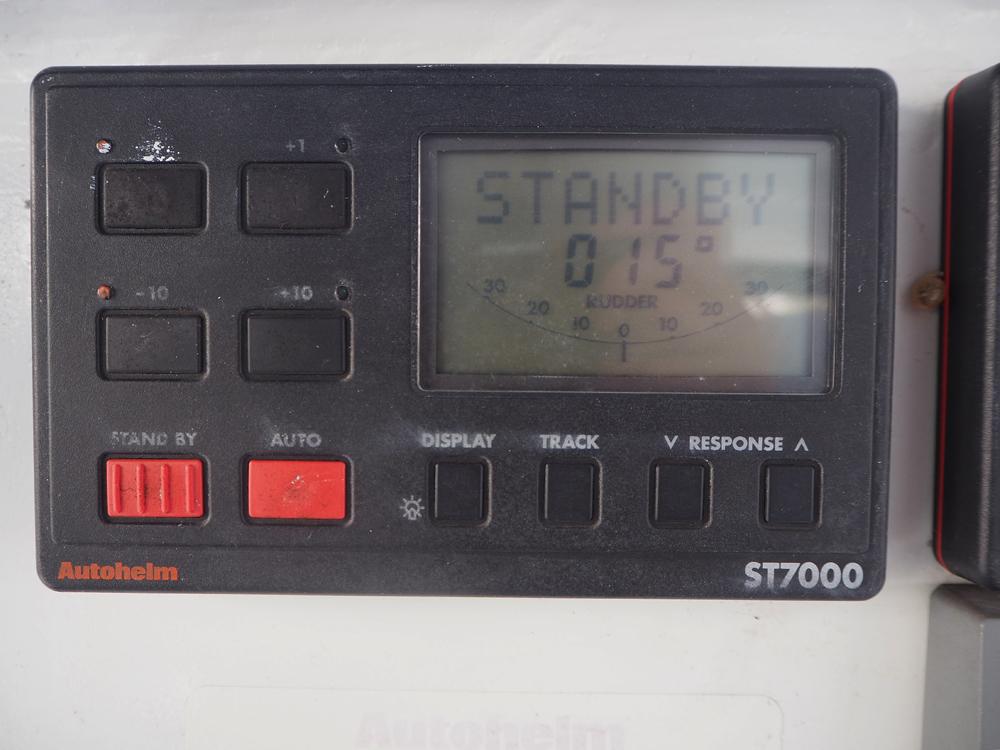 +1
-10 +10
STAND BY AUTO
DISPLAY TRACK V RESPONSE Λ
STANDBY
015°
30 20 10 0 10 20 30
RUDDER
Autohelm
ST7000
Autohelm